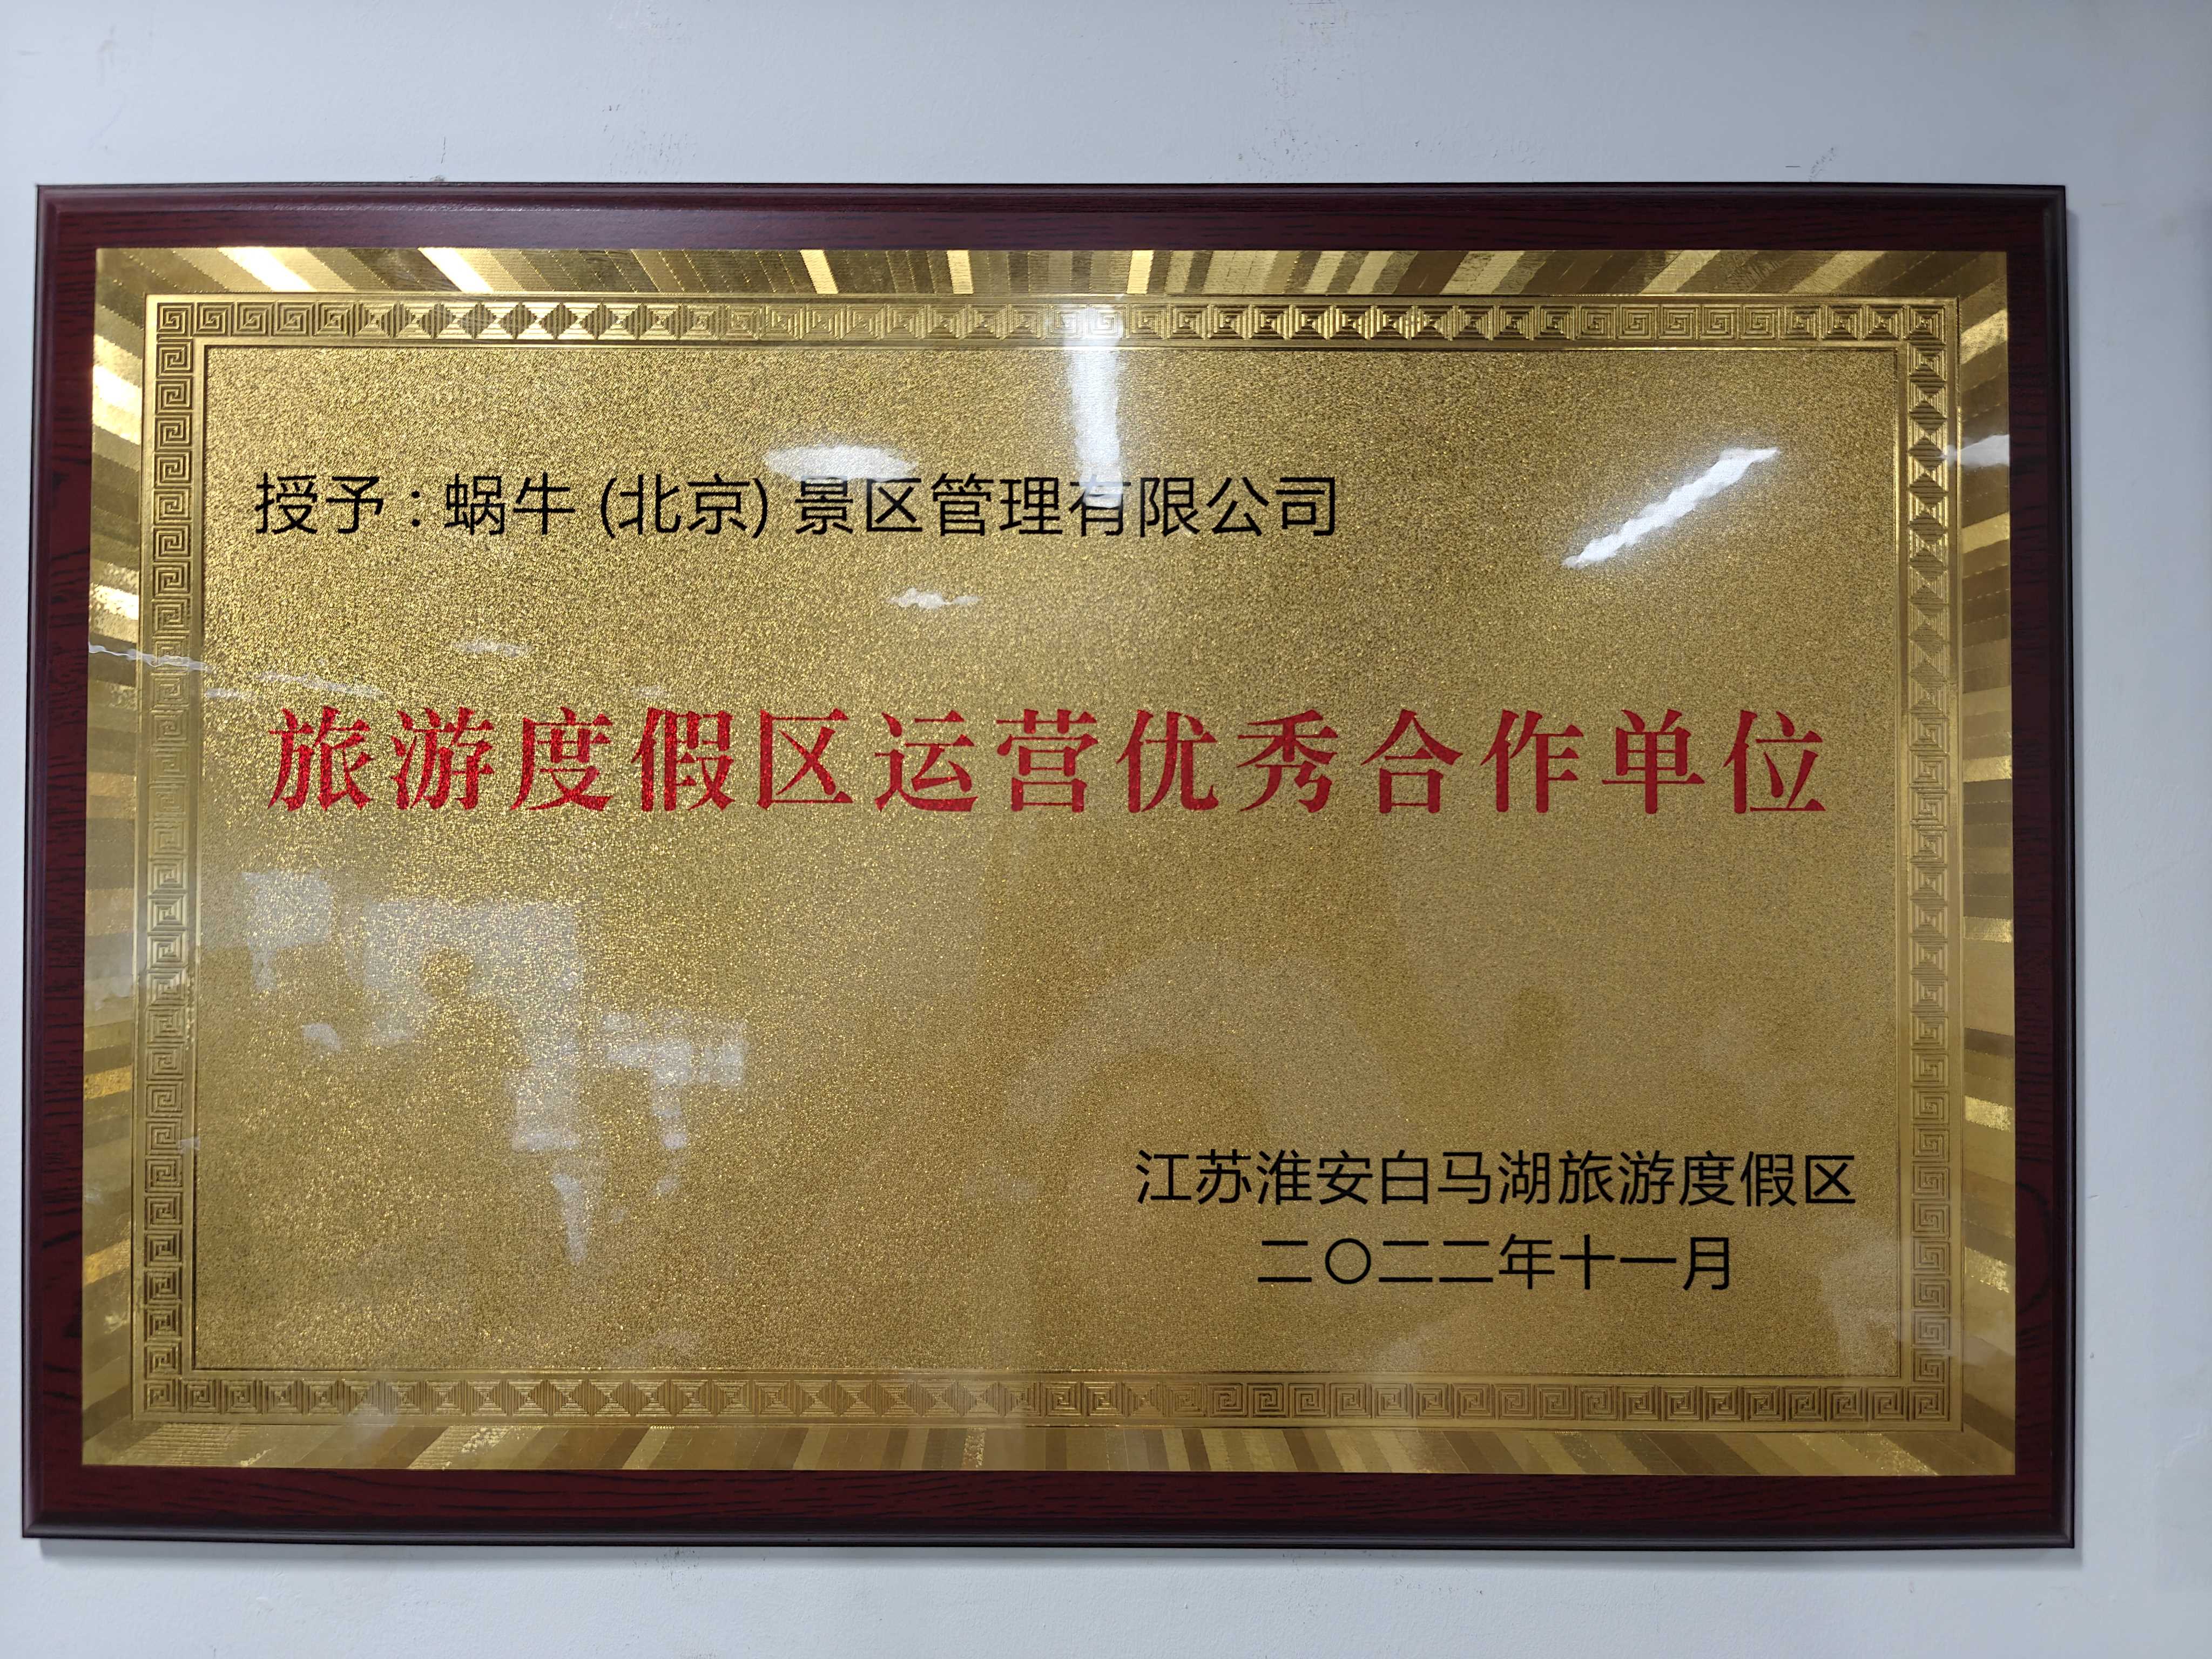 授予：蜗牛(北京)景区管理有限公司
旅游度假区运营优秀合作单位
江苏淮安白马湖旅游度假区
二〇二二年十一月